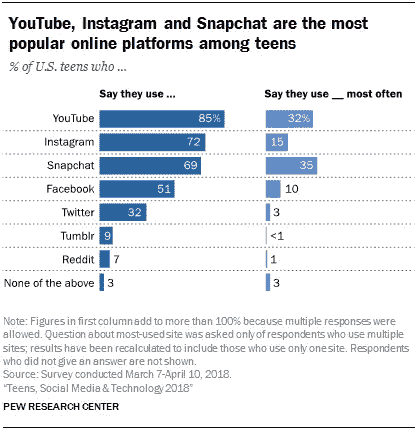 YouTube, Instagram and Snapchat are the most
popular online platforms among teens
% of U.S. teens who ...
Say they use ... Say they use __ most often
YouTube 85% 32%
Instagram 72 15
Snapchat 69 35
Facebook 51 10
Twitter 32 3
Tumblr 9 <1
Reddit 7 1
None of the above 3 3
Note: Figures in first column add to more than 100% because multiple responses were
allowed. Question about most-used site was asked only of respondents who use multiple
sites; results have been recalculated to include those who use only one site. Respondents
who did not give an answer are not shown.
Source: Survey conducted March 7-April 10, 2018.
“Teens, Social Media & Technology 2018”
PEW RESEARCH CENTER